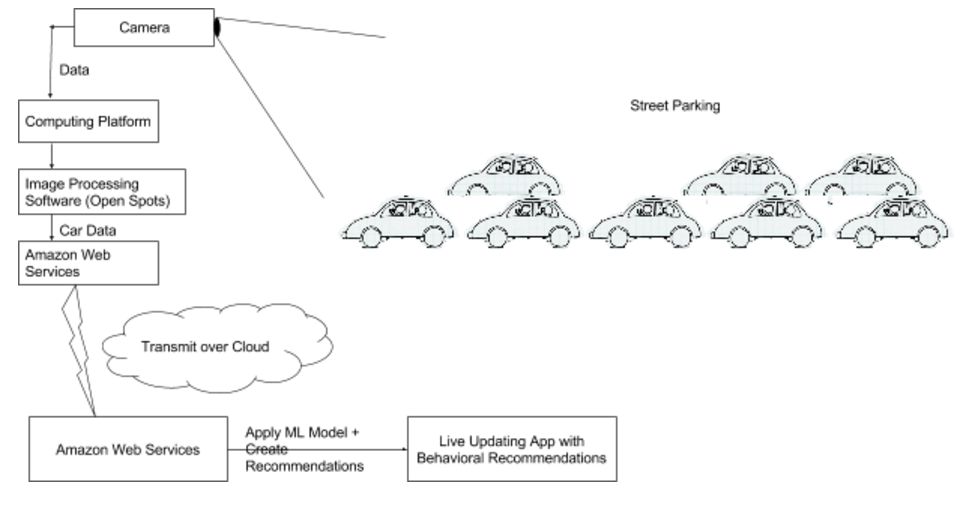 Camera
Data
Street Parking
Computing Platform
Image Processing
Software (Open Spots)
Car Data
Amazon Web
Services
Transmit over Cloud
Amazon Web Services
Apply ML Model +
Create
Recommendations
Live Updating App with
Behavioral Recommendations